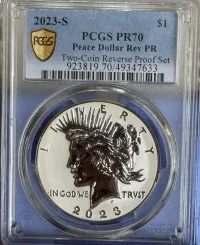 2023-S $1
PCGS PCGS PR70
Peace Dollar Rev PR
Two-Coin Reverse Proof Set
923819.70/49347633
LIBERTY
IN GOD WE TRVST
2023